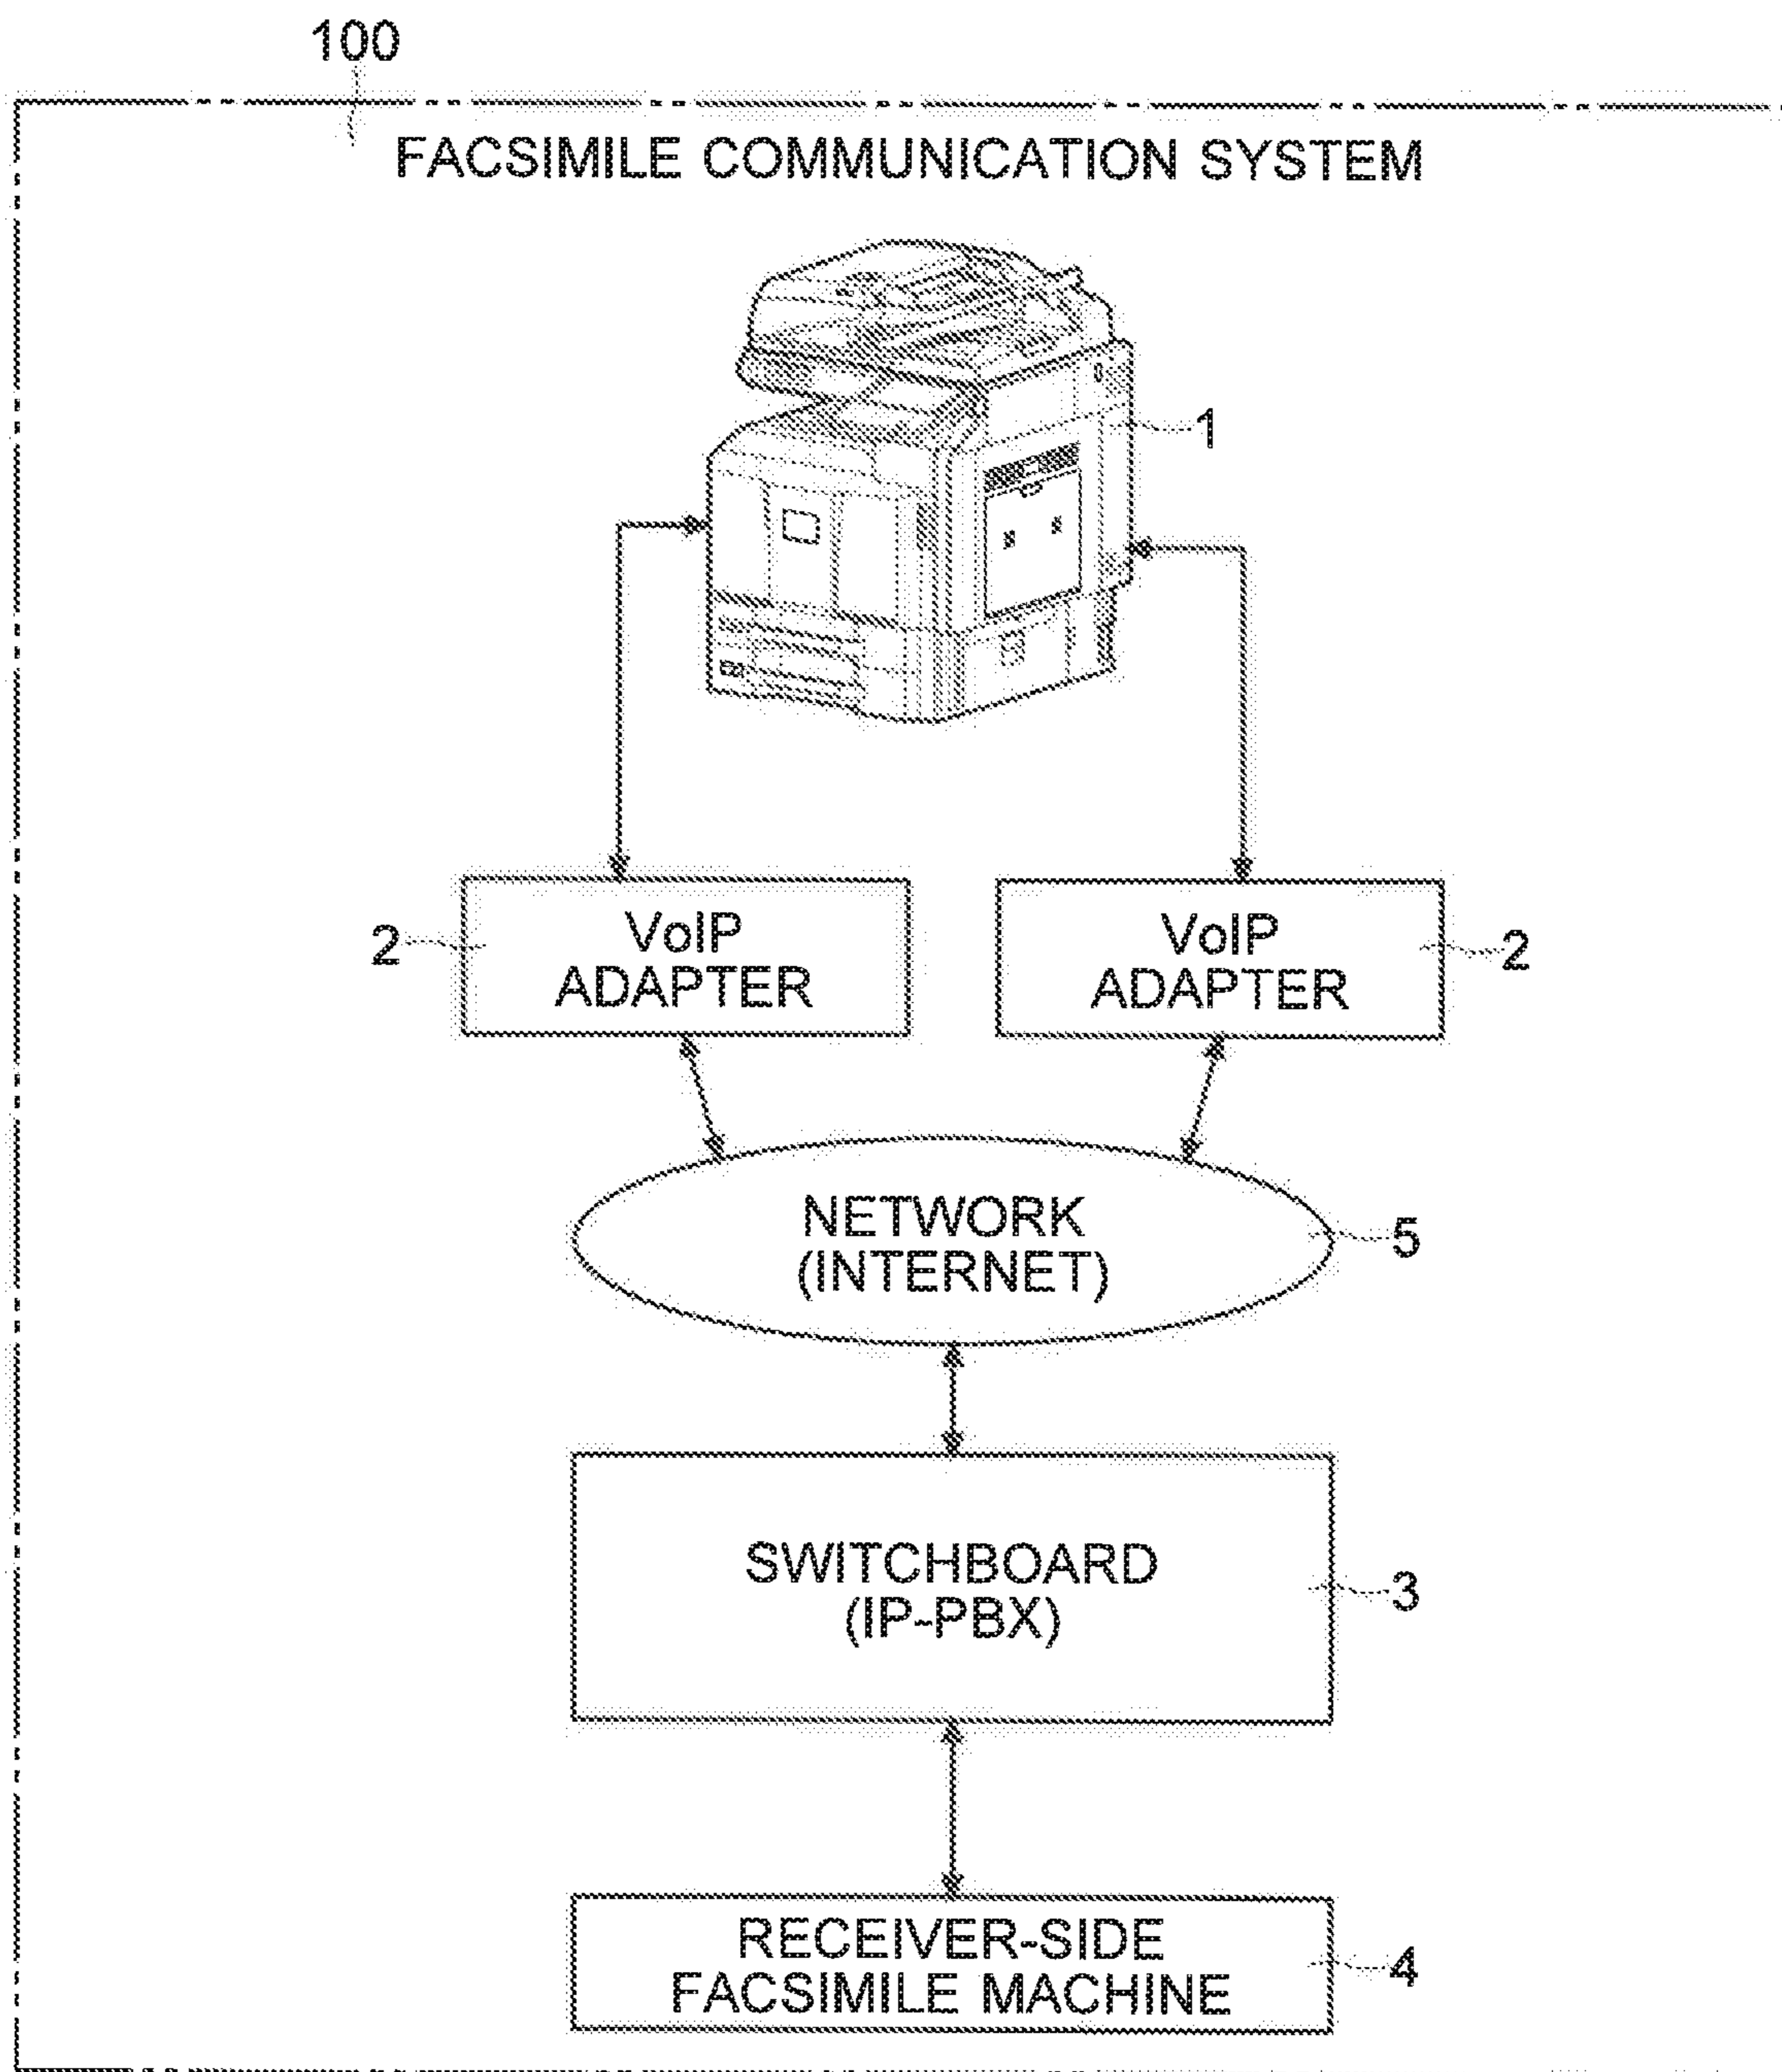 100
FACSIMILE COMMUNICATION SYSTEM
1
2
VoIP
ADAPTER
VoIP
ADAPTER
2
NETWORK
(INTERNET)
5
SWITCHBOARD
(IP-PBX)
3
RECEIVER-SIDE
FACSIMILE MACHINE
4